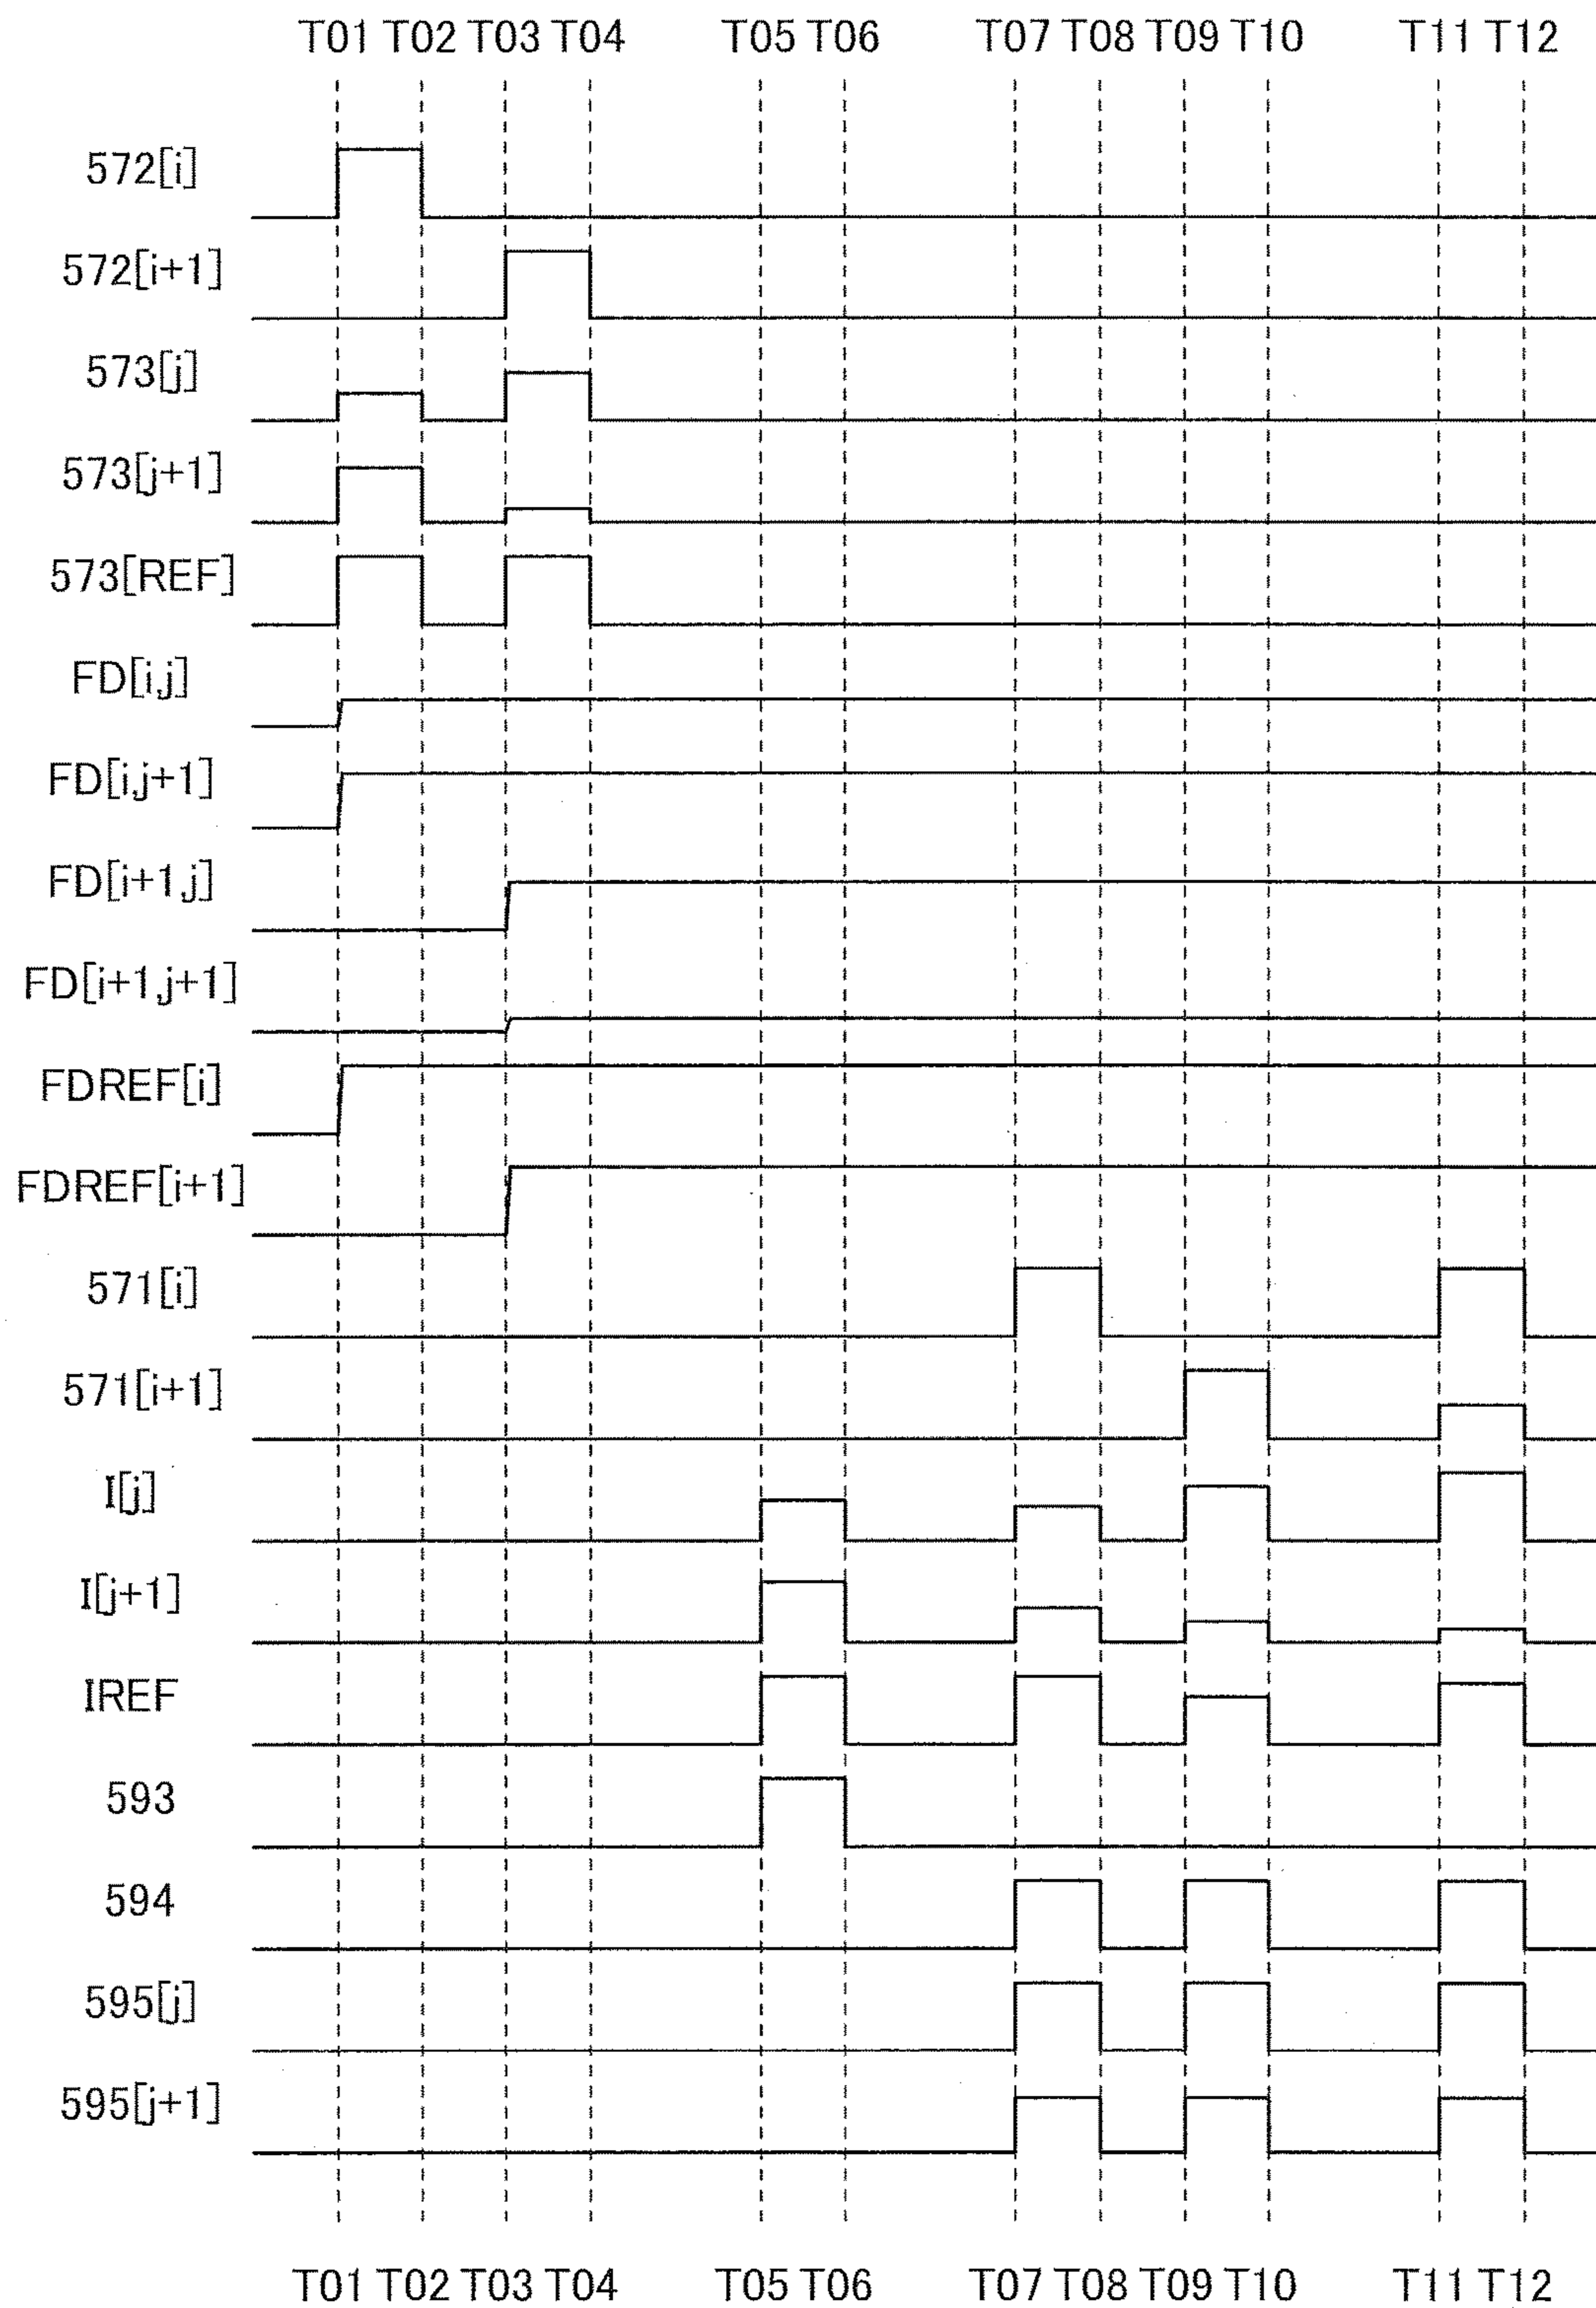 T01 T02 T03 T04 T05 T06 T07 T08 T09 T10 T11 T12
572[i]
572[i+1]
573[j]
573[j+1]
573[REF]
FD[i,j]
FD[i,j+1]
FD[i+1,j]
FD[i+1,j+1]
FDREF[i]
FDREF[i+1]
571[i]
571[i+1]
I[j]
I[j+1]
IREF
593
594
595[j]
595[j+1]
T01 T02 T03 T04 T05 T06 T07 T08 T09 T10 T11 T12